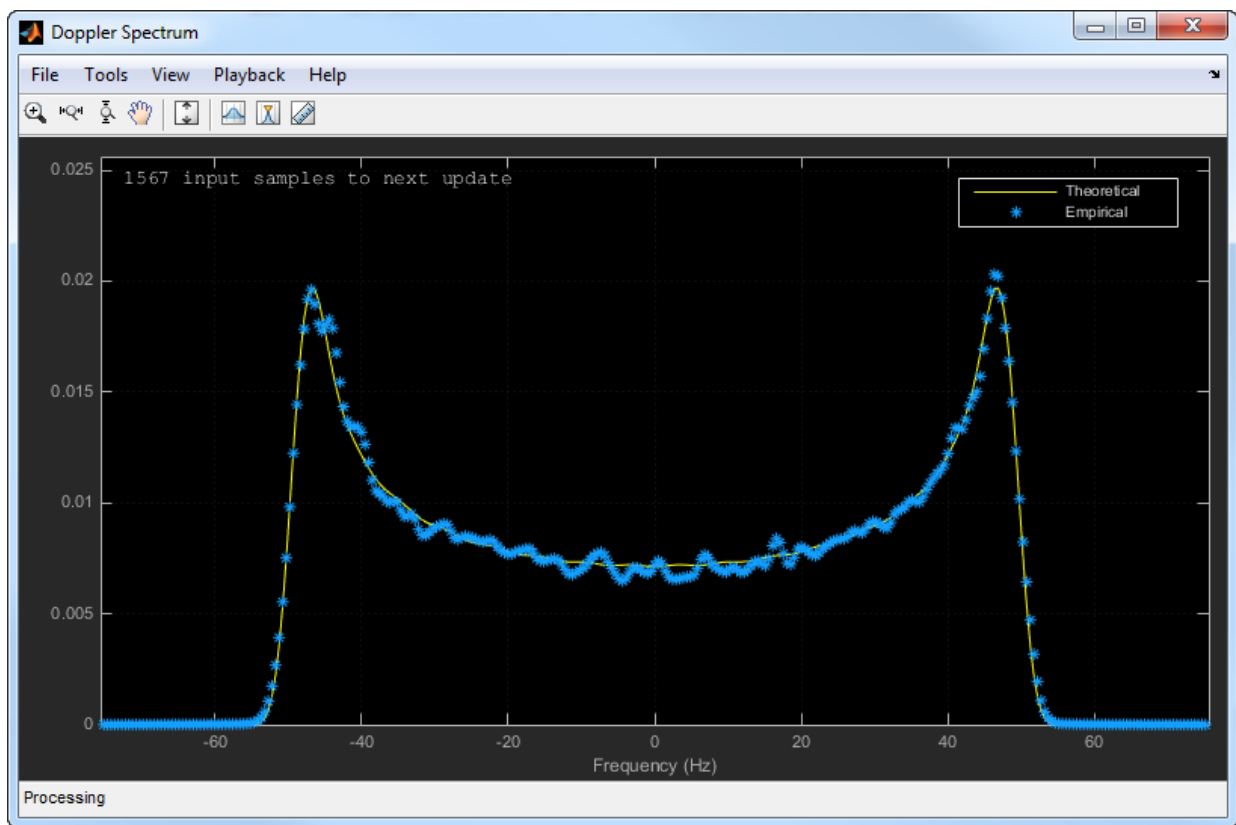 Doppler Spectrum
File Tools View Playback Help
1567 input samples to next update
Theoretical
Empirical
0.025
0.02
0.015
0.01
0.005
0
-60 -40 -20 0 20 40 60
Frequency (Hz)
Processing